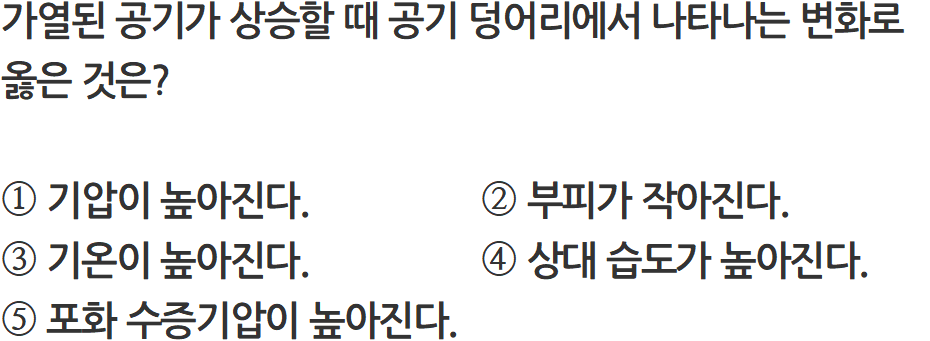 가열된 공기가 상승할 때 공기 덩어리에서 나타나는 변화로
옳은 것은?
① 기압이 높아진다. ② 부피가 작아진다.
③ 기온이 높아진다. ④ 상대 습도가 높아진다.
⑤ 포화 수증기압이 높아진다.